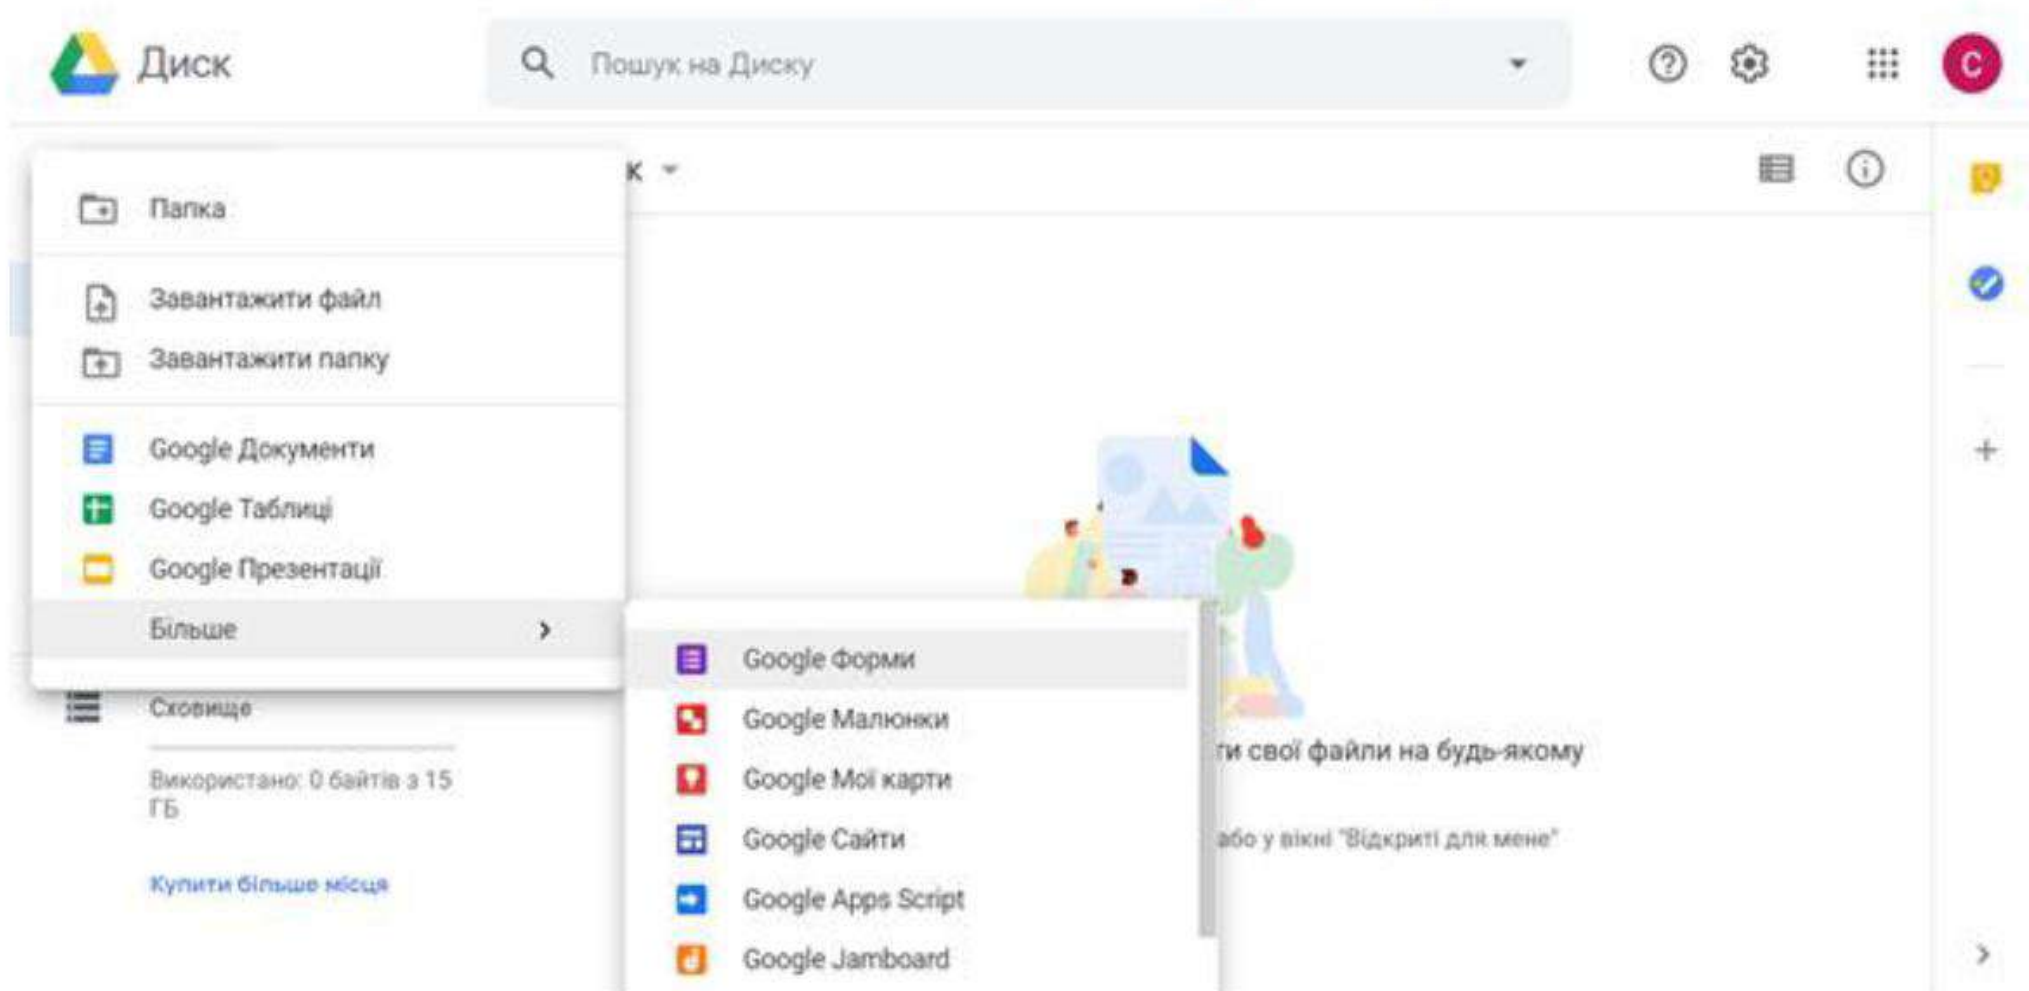 Диск
Пошук на Диску
C
к
Папка
Завантажити файл
Завантажити папку
Google Документи
Google Таблиці
Google Презентації
Більше
Google Форми
Google Малюнки
Google Мої карти
Google Сайти
Google Apps Script
Google Jamboard
Сховище
Використано: 0 байтів з 15
ГБ
Купити більше місця
ти свої файли на будь-якому
або у вікні "Відкриті для мене"